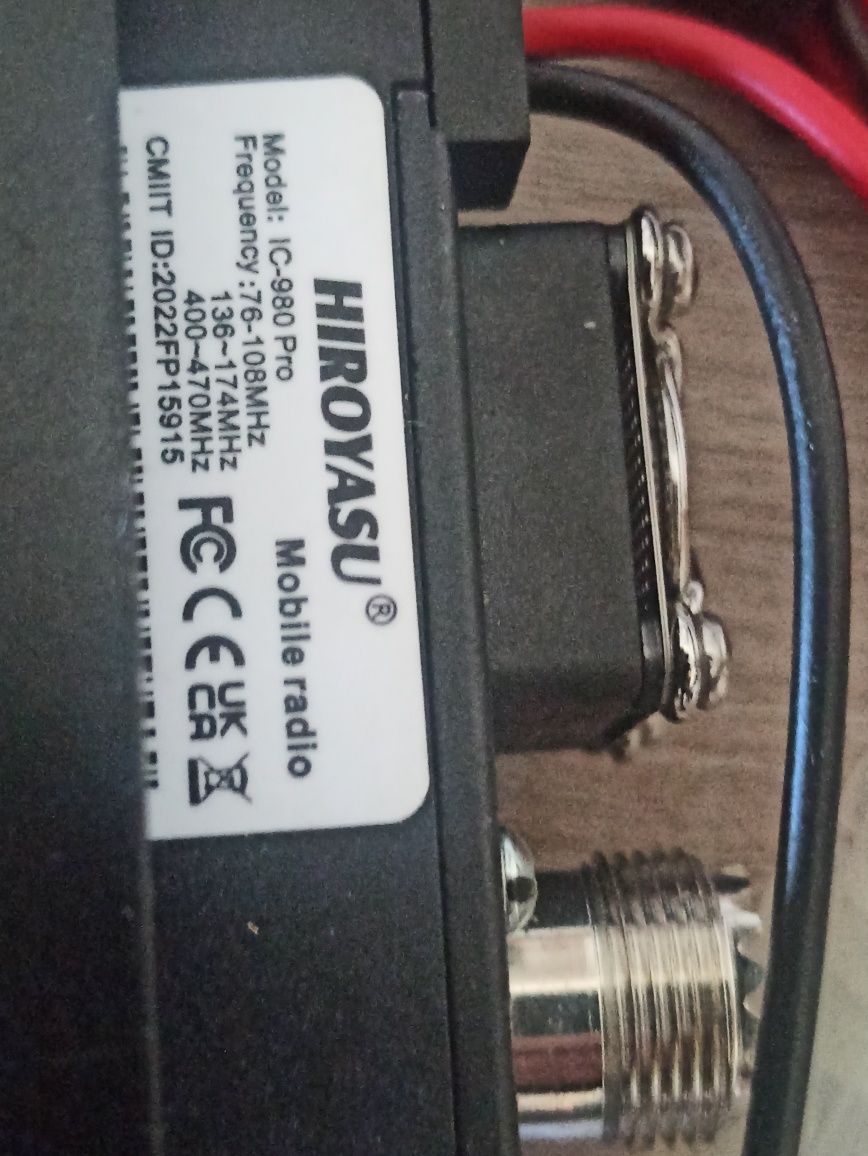 HIROYASU®
Mobile radio
Model: IC-980 Pro
Frequency:76-108MHz
136~174MHz
400~470MHz
CMIIT ID:2022FP15915
FC CE UK
CA